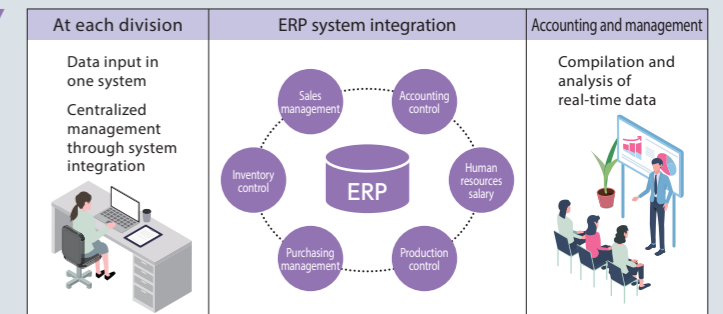 At each division
ERP system integration
Accounting and management
Data input in
one system
Centralized
management
through system
integration
Sales
management
Accounting
control
Inventory
control
ERP
Human
resources
salary
Purchasing
management
Production
control
Compilation and
analysis of
real-time data